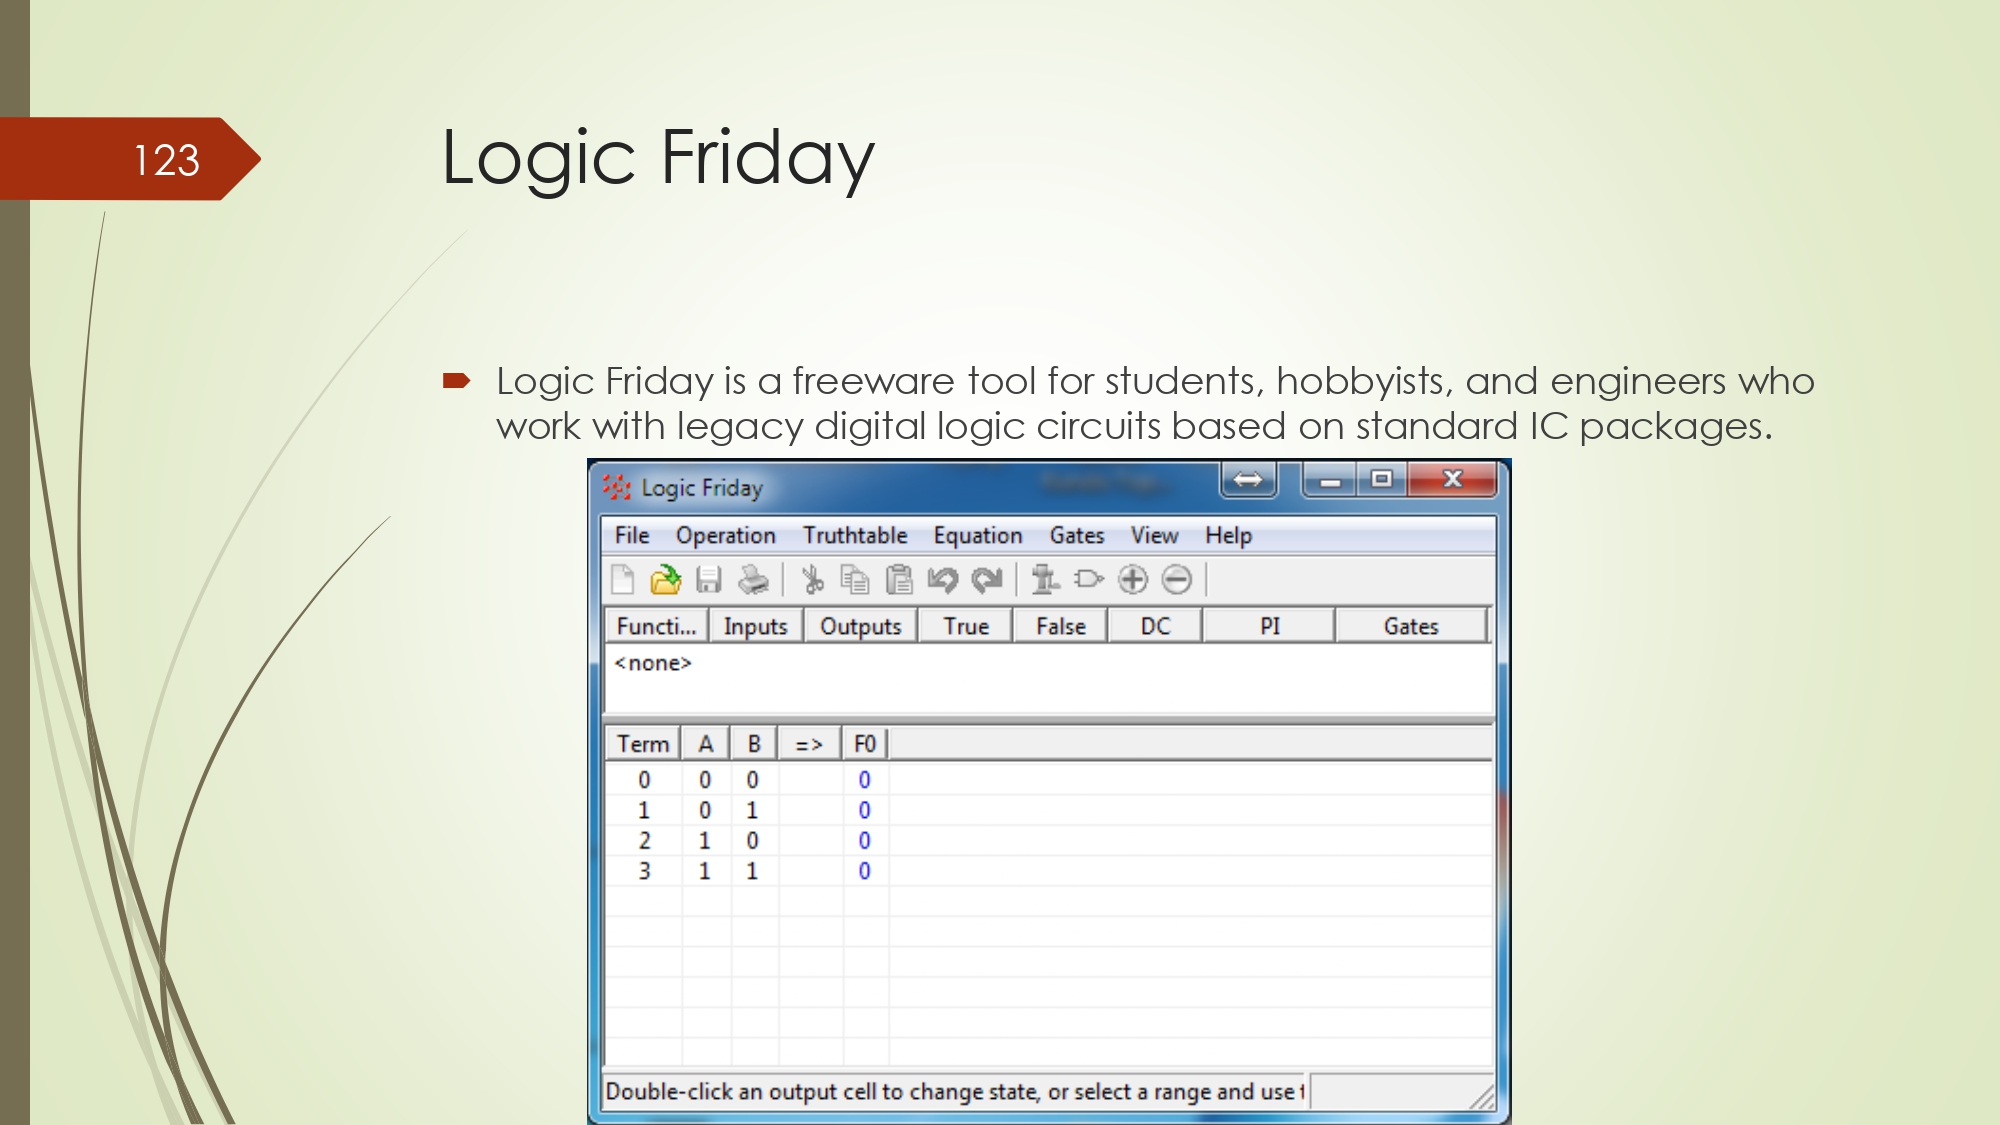 123
Logic Friday
Logic Friday is a freeware tool for students, hobbyists, and engineers who
work with legacy digital logic circuits based on standard IC packages.
Logic Friday
File Operation Truthtable Equation Gates View Help
Functi... Inputs Outputs True False DC PI Gates
<none>
Term A B => F0
0 0 0 0
1 0 1 0
2 1 0 0
3 1 1 0
Double-click an output cell to change state, or select a range and use